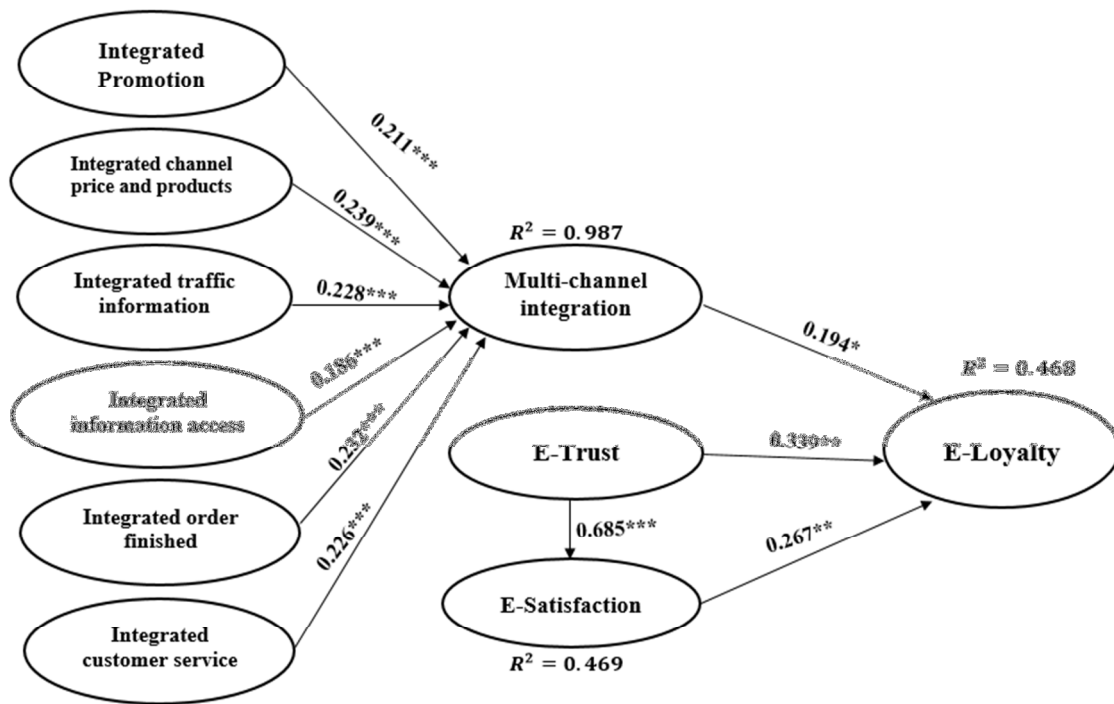 Integrated
Promotion
0.211***
Integrated channel
price and products
0.239***
R² = 0.987
Integrated traffic
information
0.228***
Multi-channel
integration
0.194*
R² = 0.468
Integrated
information access
0.186***
E-Trust
0.339**
E-Loyalty
0.232***
Integrated order
finished
0.685***
0.267**
0.226***
E-Satisfaction
Integrated
customer service
R² = 0.469